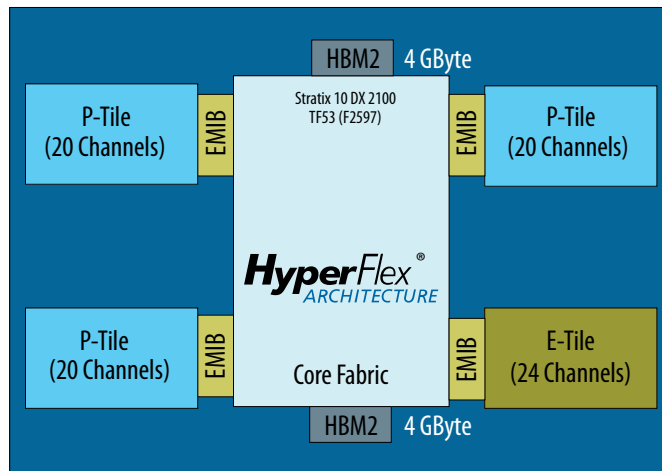 HBM2 4 GByte
Stratix 10 DX 2100
TF53 (F2597)
P-Tile
(20 Channels)
EMIB
EMIB
P-Tile
(20 Channels)
HyperFlex®
ARCHITECTURE
P-Tile
(20 Channels)
EMIB
Core Fabric
EMIB
E-Tile
(24 Channels)
HBM2 4 GByte